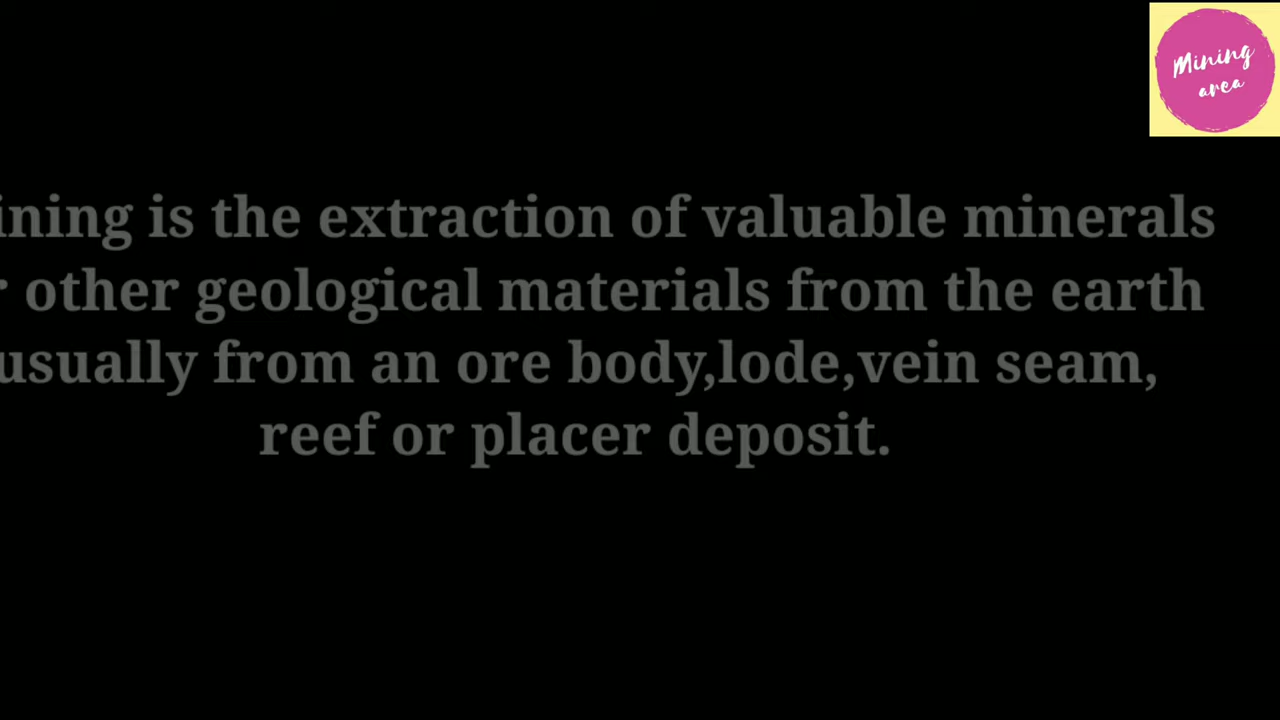 ining is the extraction of valuable minerals
r other geological materials from the earth
usually from an ore body,lode,vein seam,
reef or placer deposit.
Mining
area